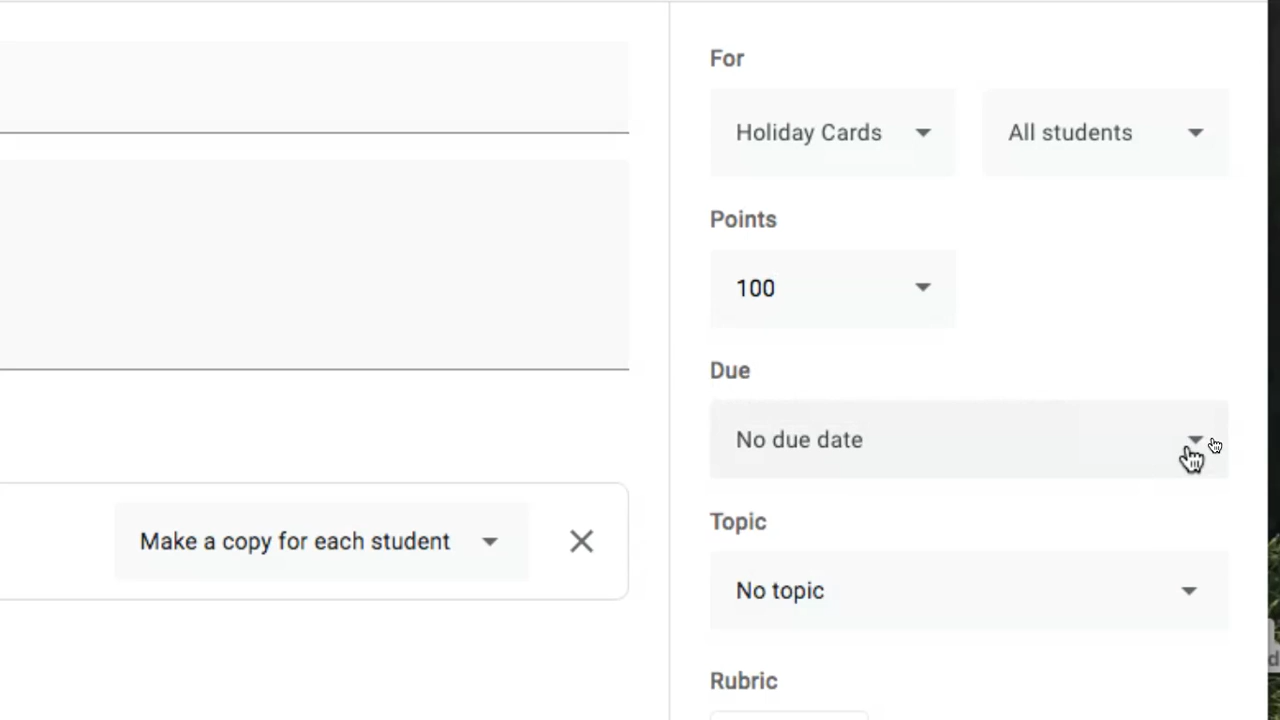 For
Holiday Cards
All students
Points
100
Due
No due date
Make a copy for each student
Topic
No topic
Rubric